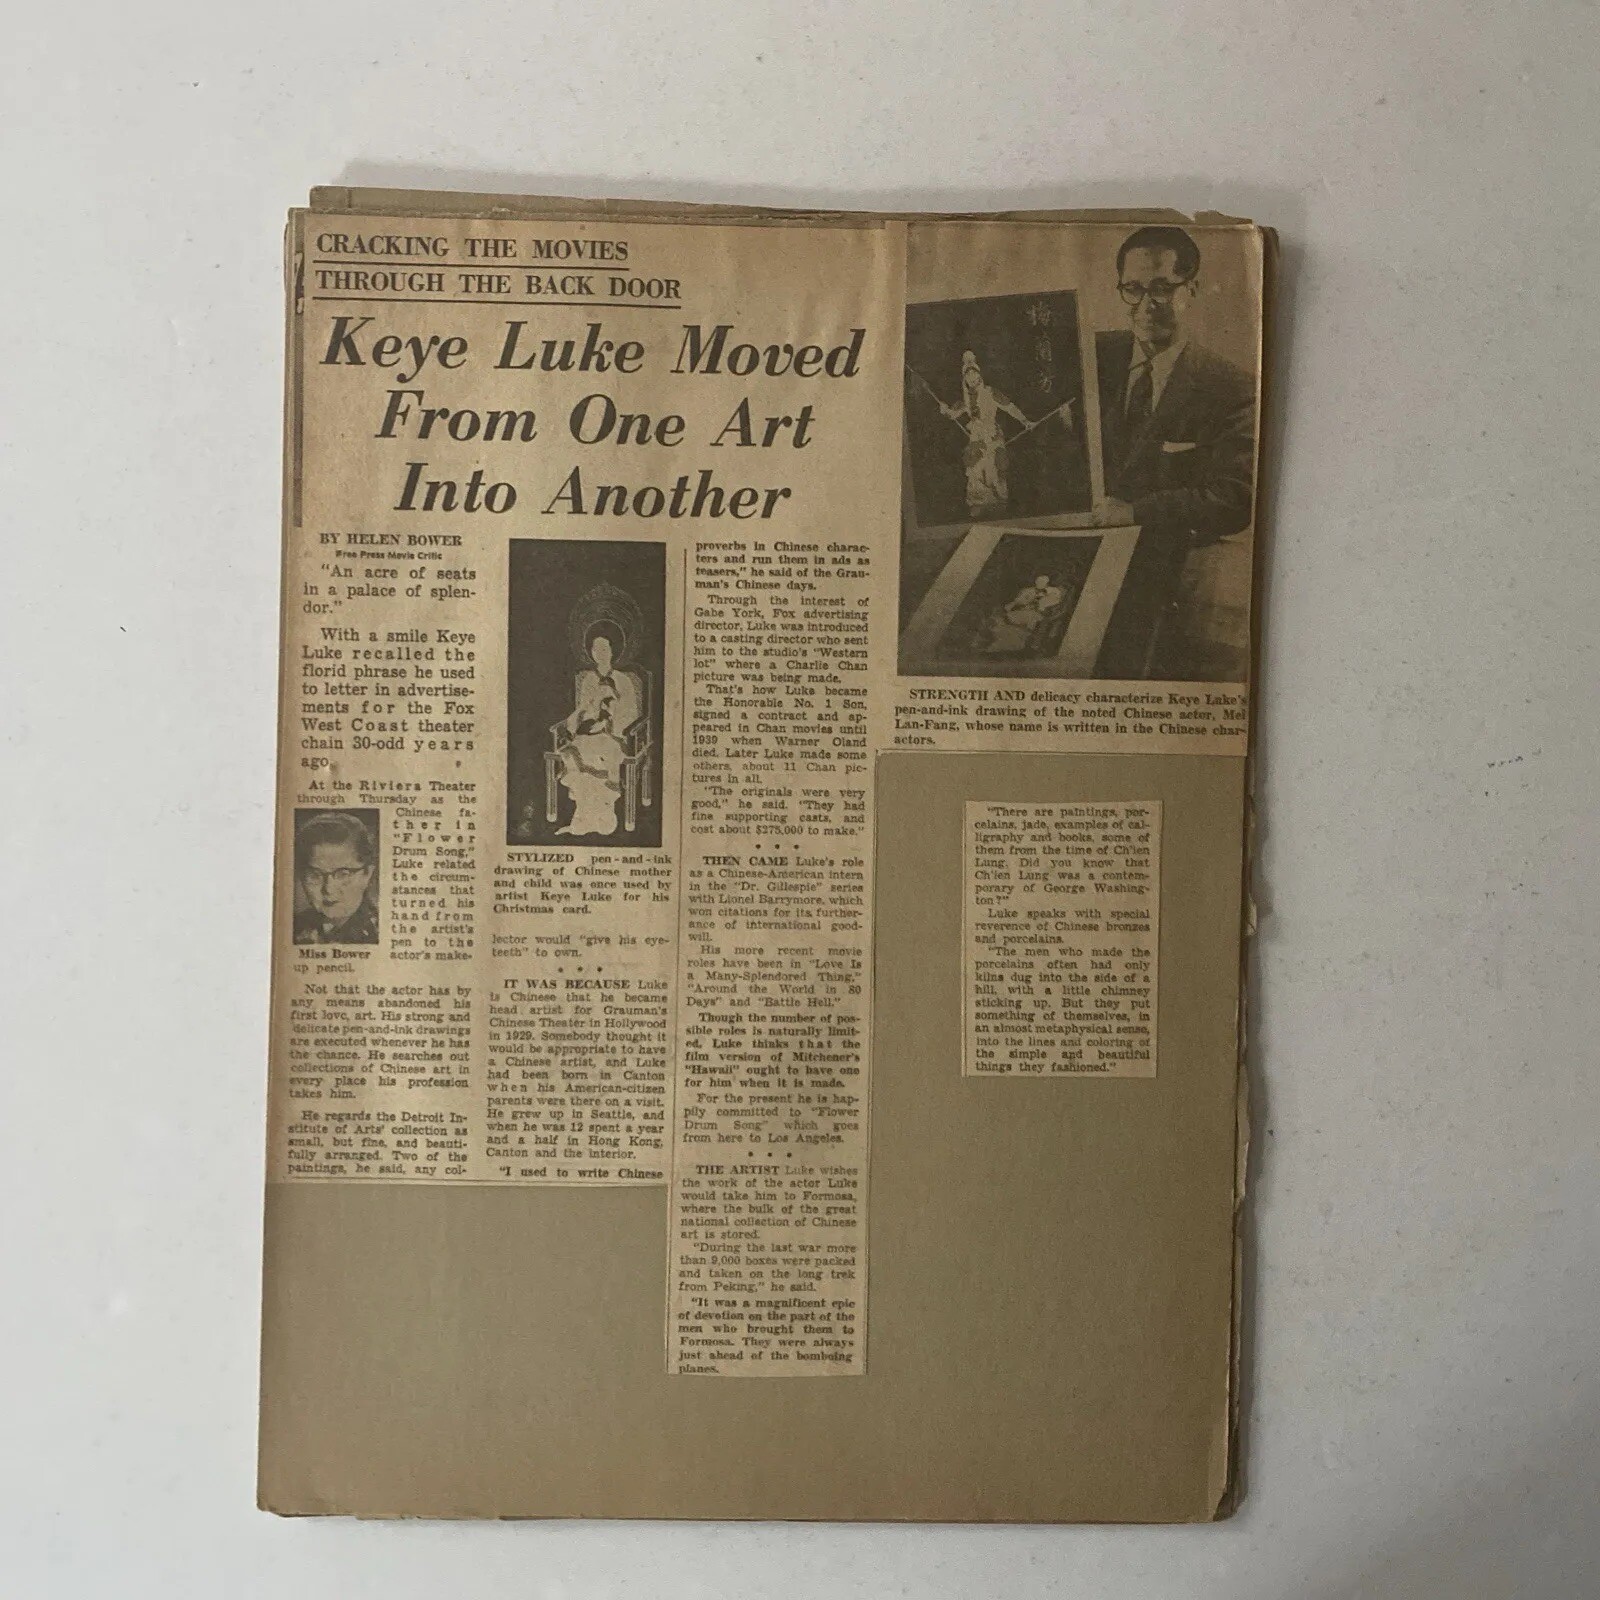 CRACKING THE MOVIES
THROUGH THE BACK DOOR
Keye Luke Moved
From One Art
Into Another
BY HELEN BOWER
Free Press Movie Critic
"An acre of seats
in a palace of splen-
dor."
With a smile Keye
Luke recalled the
florid phrase he used
to letter in advertise-
ments for the Fox
West Coast theater
chain 30-odd years
ago.
At the Riviera Theater
through Thursday as the
Chinese fa-
ther in
"Flower
Drum Song,"
Luke related
the circum-
stances that
turned his
hand from
the artist's
pen to the
actor's make-
up pencil.
Miss Bower
Not that the actor has by
any means abandoned his
first love, art. His strong and
delicate pen-and-ink drawings
are executed whenever he has
the chance. He searches out
collections of Chinese art in
every place his profession
takes him.
He regards the Detroit In-
stitute of Arts' collection as
small, but fine, and beauti-
fully arranged. Two of the
paintings, he said, any col-
STYLIZED pen-and-ink
drawing of Chinese mother
and child was once used by
artist Keye Luke for his
Christmas card.
lector would "give his eye-
teeth" to own.
* * *
IT WAS BECAUSE Luke
is Chinese that he became
head artist for Grauman's
Chinese Theater in Hollywood
in 1929. Somebody thought it
would be appropriate to have
a Chinese artist, and Luke
had been born in Canton
when his American-citizen
parents were there on a visit.
He grew up in Seattle, and
when he was 12 spent a year
and a half in Hong Kong,
Canton and the interior.
"I used to write Chinese
proverbs in Chinese charac-
ters and run them in ads as
teasers," he said of the Grau-
man's Chinese days.
Through the interest of
Gabe York, Fox advertising
director, Luke was introduced
to a casting director who sent
him to the studio's "Western
lot" where a Charlie Chan
picture was being made.
That's how Luke became
the Honorable No. 1 Son,
signed a contract and ap-
peared in Chan movies until
1939 when Warner Oland
died. Later Luke made some
others, about 11 Chan pic-
tures in all.
"The originals were very
good," he said. "They had
fine supporting casts, and
cost about $275,000 to make."
* * *
THEN CAME Luke's role
as a Chinese-American intern
in the "Dr. Gillespie" series
with Lionel Barrymore, which
won citations for its further-
ance of international good-
will.
His more recent movie
roles have been in "Love Is
a Many-Splendored Thing,"
"Around the World in 80
Days" and "Battle Hell."
Though the number of pos-
sible roles is naturally limit-
ed, Luke thinks that the
film version of Mitchener's
"Hawaii" ought to have one
for him when it is made.
For the present he is hap-
pily committed to "Flower
Drum Song" which goes
from here to Los Angeles.
* * *
THE ARTIST Luke wishes
the work of the actor Luke
would take him to Formosa,
where the bulk of the great
national collection of Chinese
art is stored.
"During the last war more
than 9,000 boxes were packed
and taken on the long trek
from Peking," he said.
"It was a magnificent epic
of devotion on the part of the
men who brought them to
Formosa. They were always
just ahead of the bombing
planes.
梅
蘭
芳
STRENGTH AND delicacy characterize Keye Luke's
pen-and-ink drawing of the noted Chinese actor, Mei
Lan-Fang, whose name is written in the Chinese char-
actors.
"There are paintings, por-
celains, jade, examples of cal-
ligraphy and books, some of
them from the time of Ch'ien
Lung. Did you know that
Ch'ien Lung was a contem-
porary of George Washing-
ton?"
Luke speaks with special
reverence of Chinese bronzes
and porcelains.
"The men who made the
porcelains often had only
kilns dug into the side of a
hill, with a little chimney
sticking up. But they put
something of themselves, in
an almost metaphysical sense,
into the lines and coloring of
the simple and beautiful
things they fashioned."